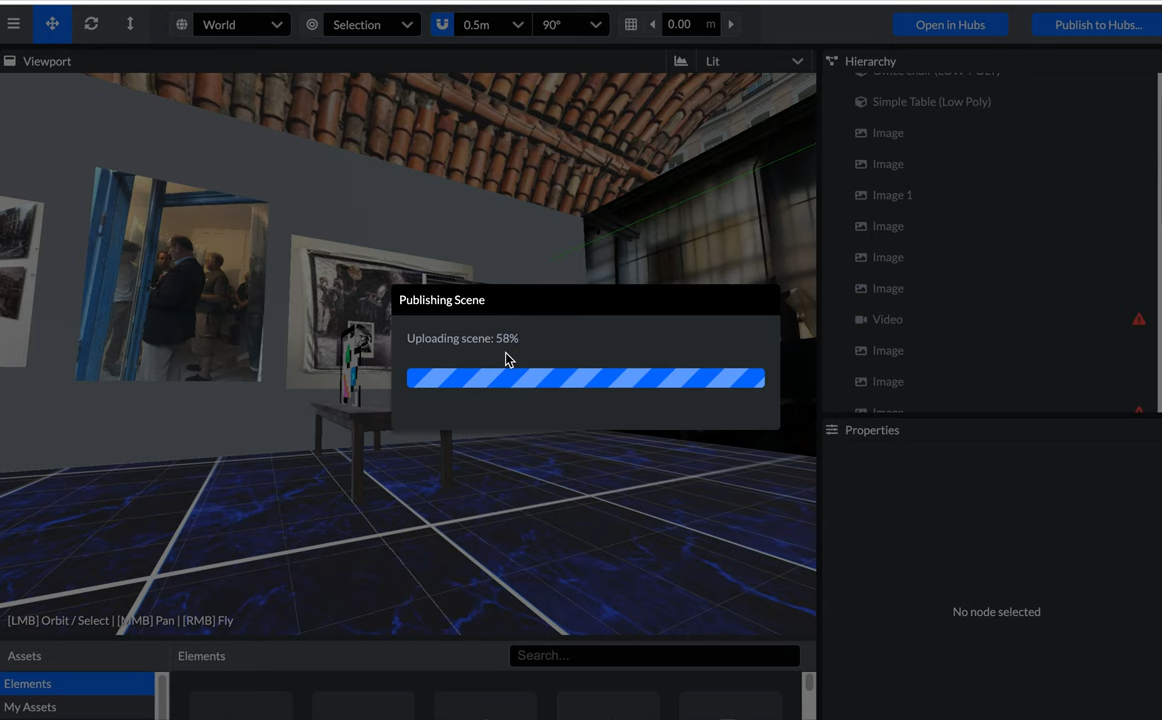 World Selection 0.5m 90° 0.00 m Open in Hubs Publish to Hubs...
Viewport Lit
Hierarchy
Simple Table (Low Poly)
Image
Image
Image 1
Image
Image
Image
Video
Image
Image
Image
Publishing Scene
Uploading scene: 58%
Properties
No node selected
[LMB] Orbit / Select | [MMB] Pan | [RMB] Fly
Assets
Elements
My Assets
Elements
Search...